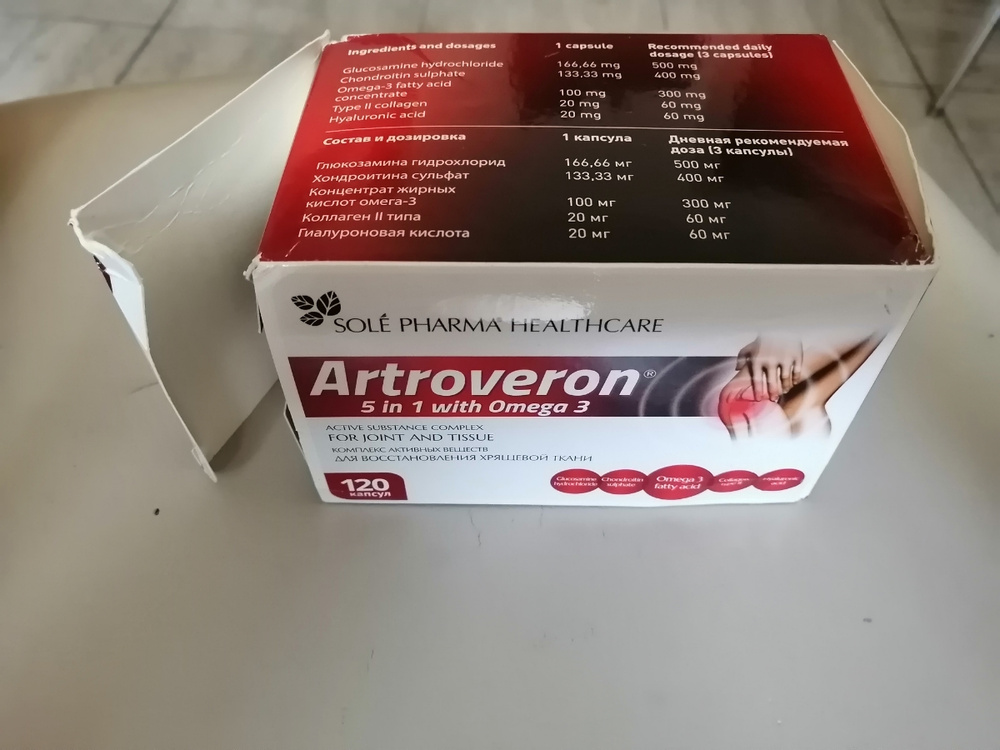 Ingredients and dosages 1 capsule Recommended daily
dosage (3 capsules)
Glucosamine hydrochloride 166,66 mg 500 mg
Chondroitin sulphate 133,33 mg 400 mg
Omega-3 fatty acid
concentrate 100 mg 300 mg
Type II collagen 20 mg 60 mg
Hyaluronic acid 20 mg 60 mg
Состав и дозировка 1 капсула Дневная рекомендуемая
доза (3 капсулы)
Глюкозамина гидрохлорид 166,66 мг 500 мг
Хондроитина сульфат 133,33 мг 400 мг
Концентрат жирных
кислот омега-3 100 мг 300 мг
Коллаген II типа 20 мг 60 мг
Гиалуроновая кислота 20 мг 60 мг
SOLÉ PHARMA HEALTHCARE
Artroveron®
5 in 1 with Omega 3
ACTIVE SUBSTANCE COMPLEX
FOR JOINT AND TISSUE
КОМПЛЕКС АКТИВНЫХ ВЕЩЕСТВ
ДЛЯ ВОССТАНОВЛЕНИЯ ХРЯЩЕВОЙ ТКАНИ
120
капсул
Glucosamine
hydrochloride
Chondroitin
sulphate
Omega 3
fatty acid
Collagen
type II
Hyaluronic
acid